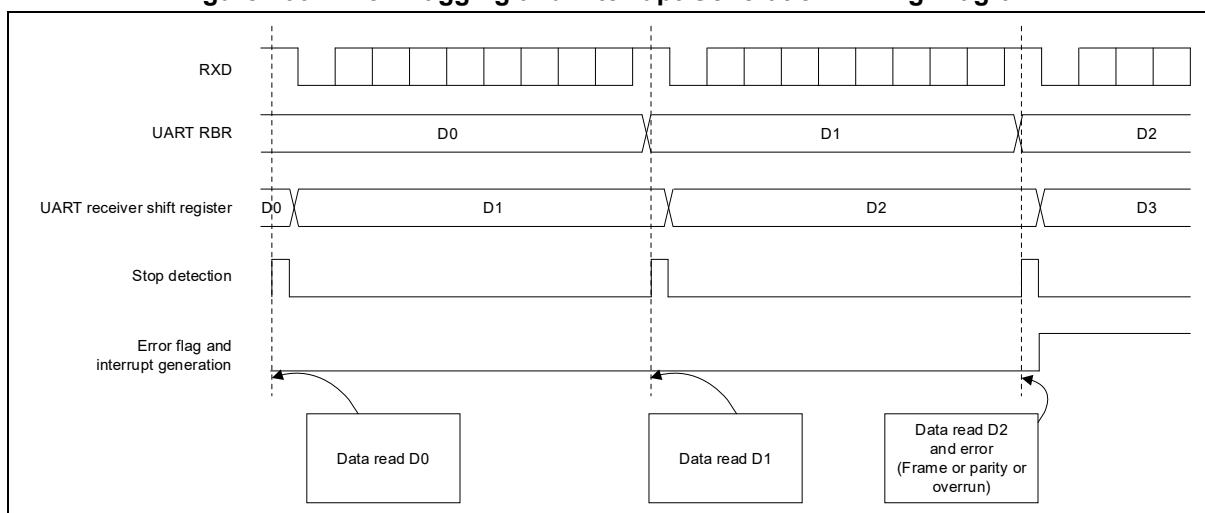 RXD
UART RBR
D0
D1
D2
UART receiver shift register
D0
D1
D2
D3
Stop detection
Error flag and
interrupt generation
Data read D0
Data read D1
Data read D2
and error
(Frame or parity or
overrun)